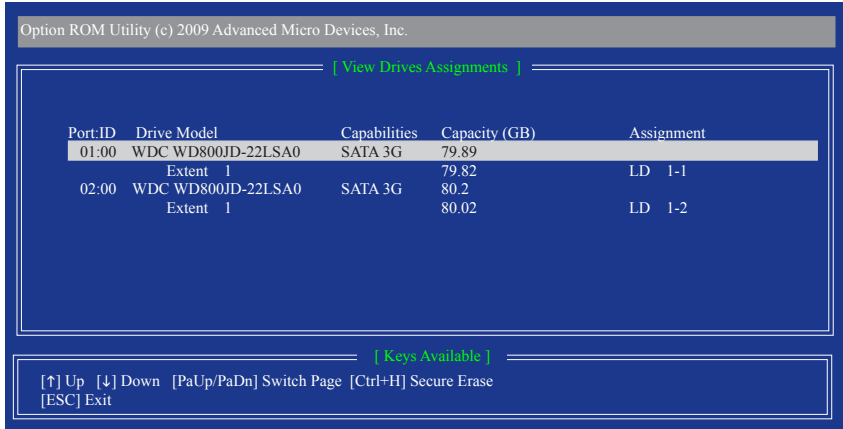 Option ROM Utility (c) 2009 Advanced Micro Devices, Inc.
[ View Drives Assignments ]
Port:ID Drive Model Capabilities Capacity (GB) Assignment
01:00 WDC WD800JD-22LSA0 SATA 3G 79.89
Extent 1 79.82 LD 1-1
02:00 WDC WD800JD-22LSA0 SATA 3G 80.2
Extent 1 80.02 LD 1-2
[ Keys Available ]
[↑] Up [↓] Down [PaUp/PaDn] Switch Page [Ctrl+H] Secure Erase
[ESC] Exit